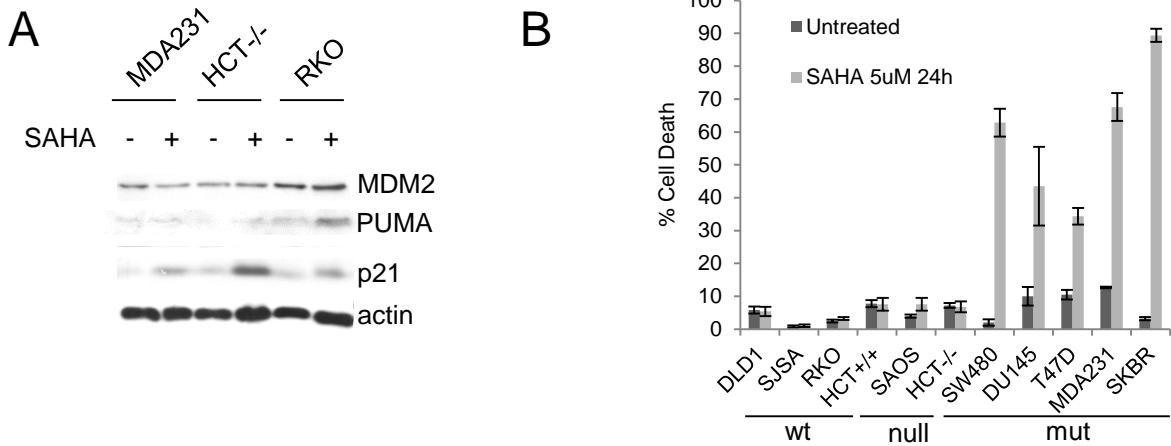 A
MDA231 HCT-/- RKO
SAHA - + - + - +
MDM2
PUMA
p21
actin
B
Untreated
SAHA 5uM 24h
% Cell Death
100
90
80
70
60
50
40
30
20
10
0
DLD1 SJSA RKO HCT+/+ SAOS HCT-/- SW480 DU145 T47D MDA231 SKBR
wt null mut